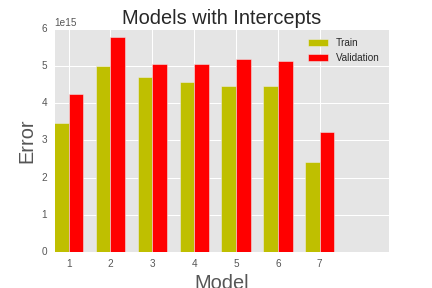 Models with Intercepts
1e15
6
5
4
3
2
1
0
Error
Train
Validation
1 2 3 4 5 6 7
Model